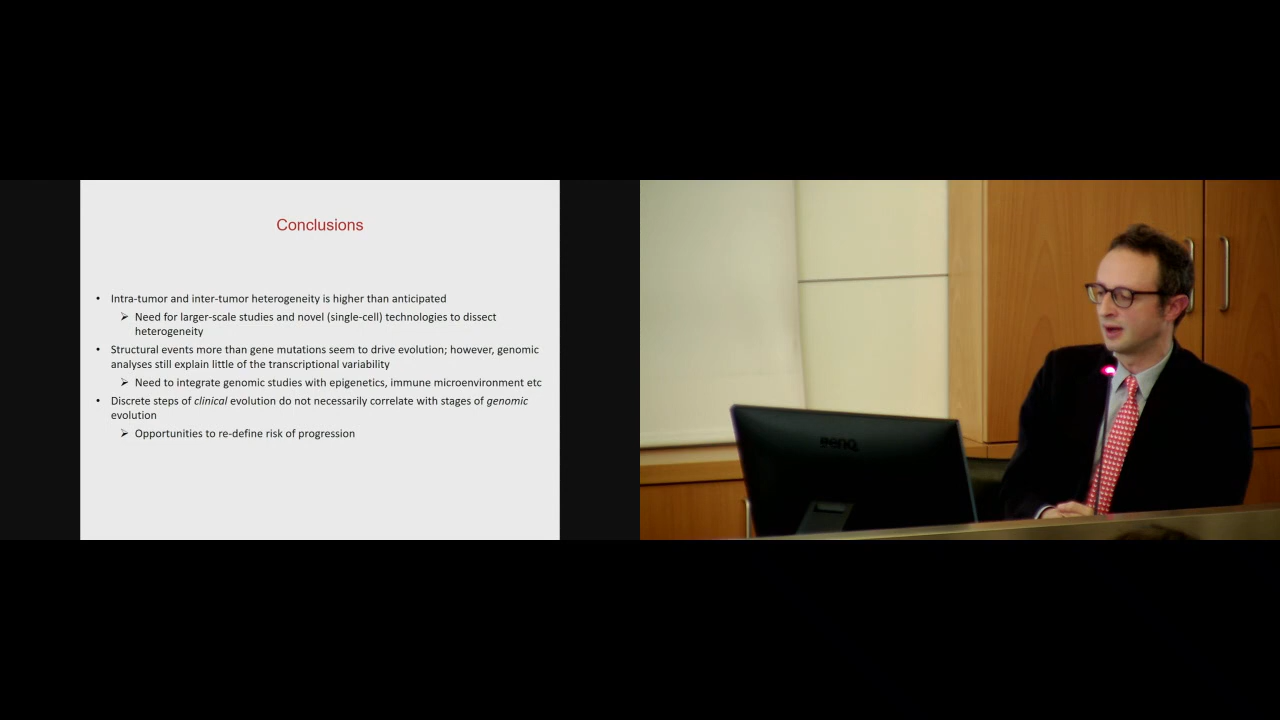 Conclusions
• Intra-tumor and inter-tumor heterogeneity is higher than anticipated
➢ Need for larger-scale studies and novel (single-cell) technologies to dissect
heterogeneity
• Structural events more than gene mutations seem to drive evolution; however, genomic
analyses still explain little of the transcriptional variability
➢ Need to integrate genomic studies with epigenetics, immune microenvironment etc
• Discrete steps of clinical evolution do not necessarily correlate with stages of genomic
evolution
➢ Opportunities to re-define risk of progression
BenQ